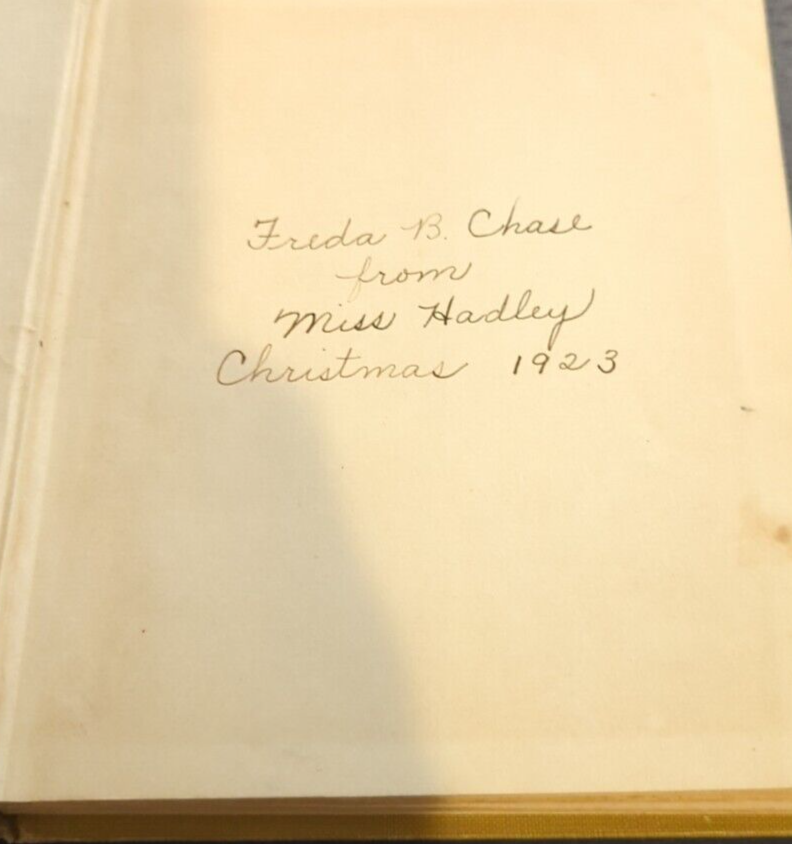 Freda B. Chase
from
Miss Hadley
Christmas 1923